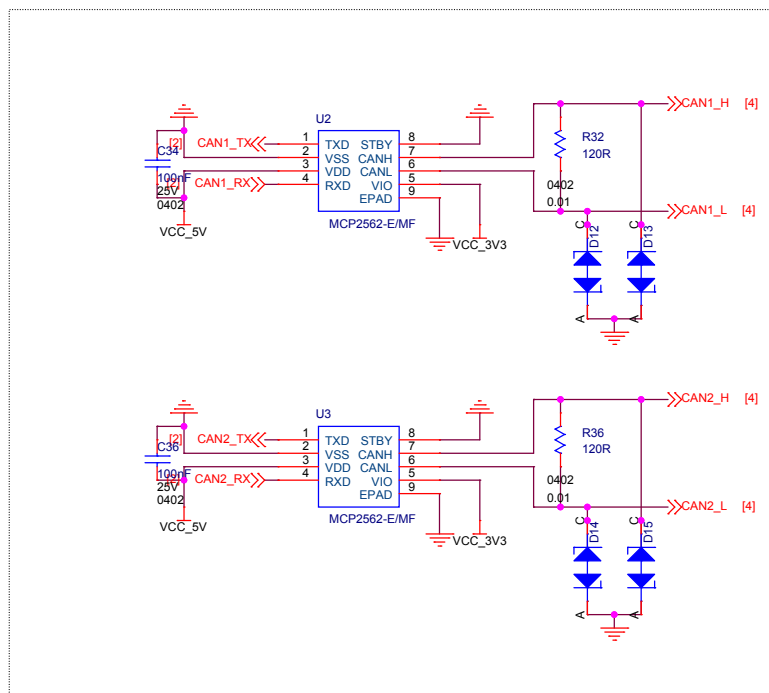 CAN1_H [4]
U2
[2] CAN1_TX 1 TXD STBY 8
R32
C34 2 VSS CANH 7
120R
3 VDD CANL 6
100nF [2] CAN1_RX 4 RXD VIO 5
25V
0402
EPAD 9
0402
0.01
CAN1_L [4]
MCP2562-E/MF
VCC_5V
VCC_3V3
C D12 C D13
A A
CAN2_H [4]
U3
[2] CAN2_TX 1 TXD STBY 8
R36
C36 2 VSS CANH 7
120R
3 VDD CANL 6
100nF CAN2_RX 4 RXD VIO 5
25V
0402
EPAD 9
0402
0.01
CAN2_L [4]
MCP2562-E/MF
VCC_5V
VCC_3V3
C D14 C D15
A A